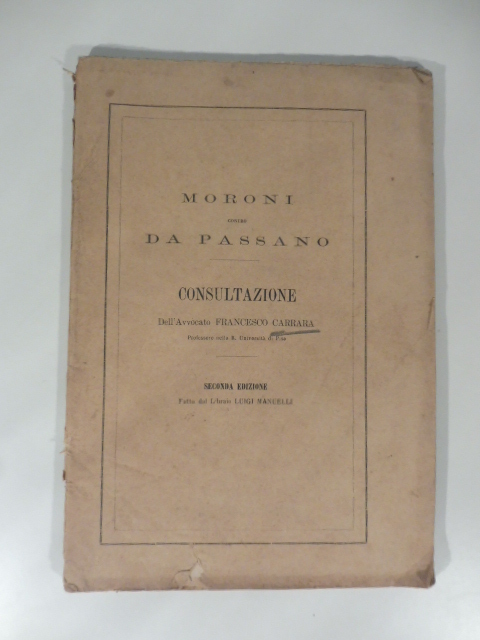 MORONI
CONTRO
DA PASSANO
CONSULTAZIONE
Dell'Avvocato FRANCESCO CARRARA
Professore nella R. Università di Pisa
SECONDA EDIZIONE
Fatta dal Libraio LUIGI